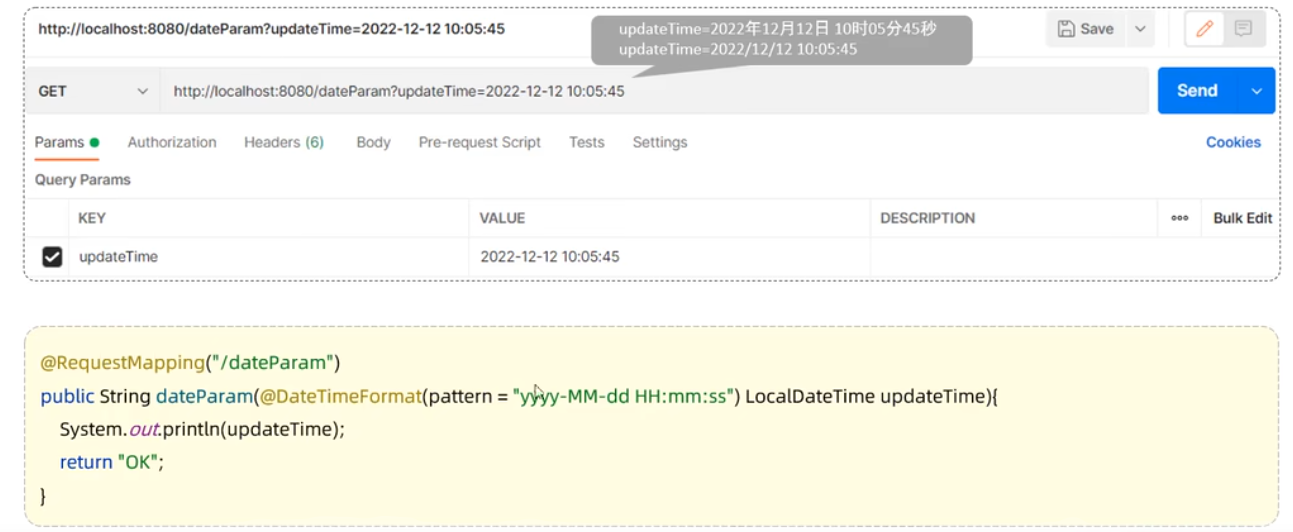 http://localhost:8080/dateParam?updateTime=2022-12-12 10:05:45
updateTime=2022年12月12日 10时05分45秒
updateTime=2022/12/12 10:05:45
Save
GET
http://localhost:8080/dateParam?updateTime=2022-12-12 10:05:45
Send
Params Authorization Headers (6) Body Pre-request Script Tests Settings Cookies
Query Params
KEY VALUE DESCRIPTION ooo Bulk Edit
updateTime 2022-12-12 10:05:45
@RequestMapping("/dateParam")
public String dateParam(@DateTimeFormat(pattern = "yyyy-MM-dd HH:mm:ss") LocalDateTime updateTime){
System.out.println(updateTime);
return "OK";
}